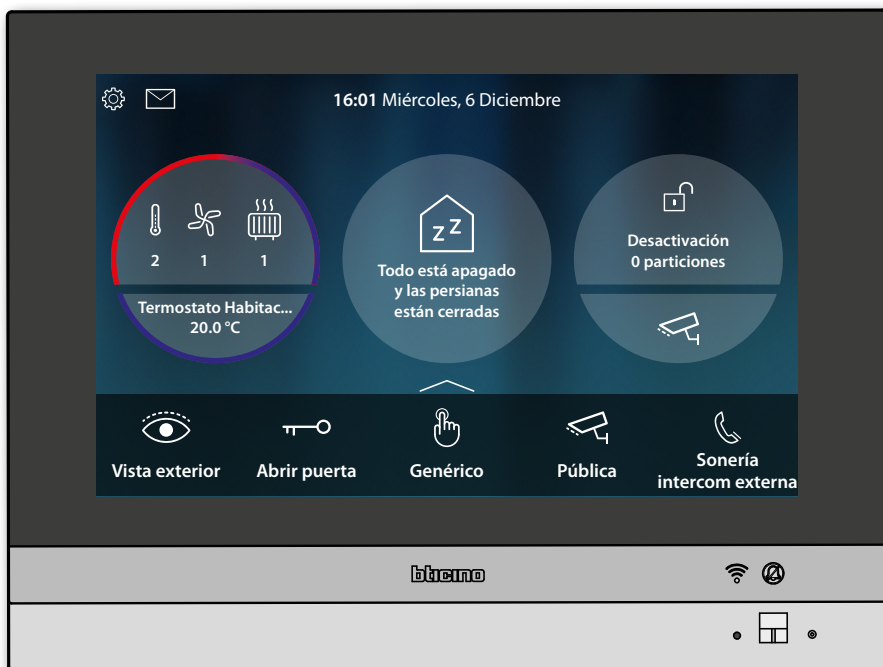 16:01 Miércoles, 6 Diciembre
2 1 1
Termostato Habitac...
20.0 °C
zz
Todo está apagado
y las persianas
están cerradas
Desactivación
0 particiones
Vista exterior
Abrir puerta
Genérico
Pública
Sonería
intercom externa
bticino